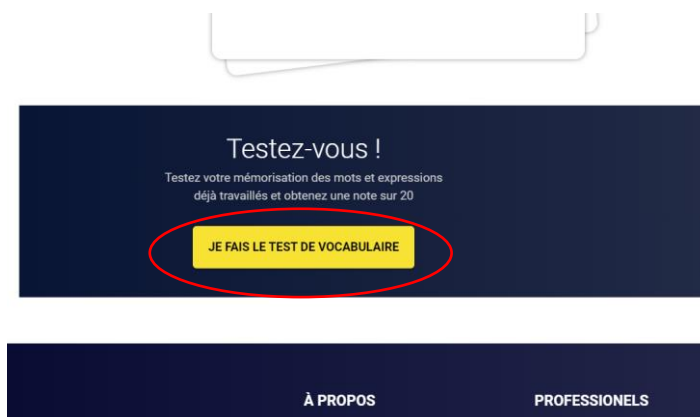 Testez-vous !
Testez votre mémorisation des mots et expressions
déjà travaillés et obtenez une note sur 20
JE FAIS LE TEST DE VOCABULAIRE
À PROPOS PROFESSIONELS